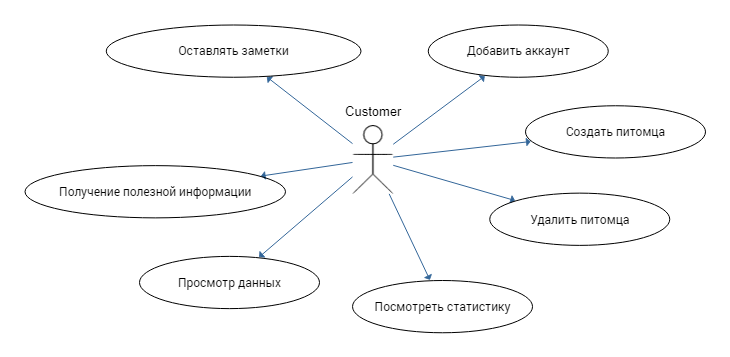 Оставлять заметки
Добавить аккаунт
Customer
Создать питомца
Получение полезной информации
Удалить питомца
Просмотр данных
Посмотреть статистику